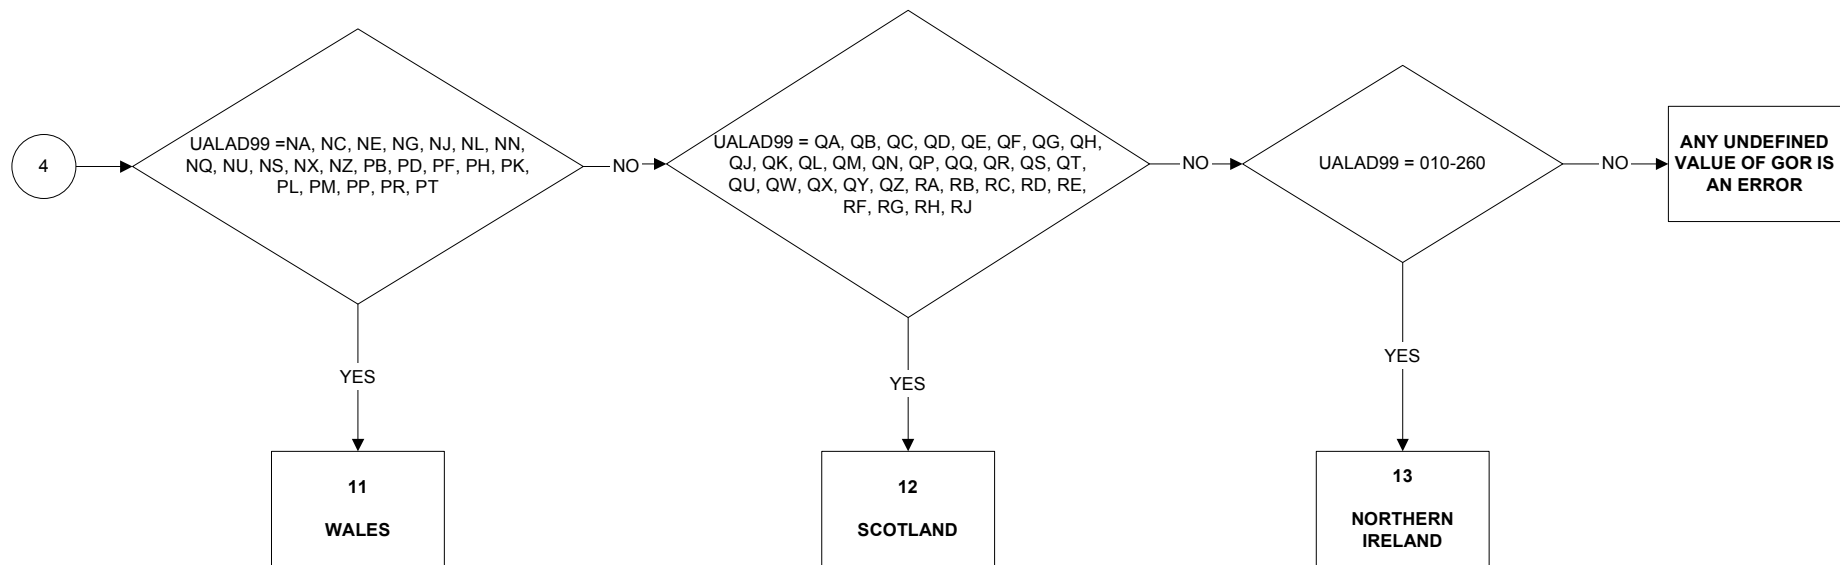 4
UALAD99 =NA, NC, NE, NG, NJ, NL, NN,
NQ, NU, NS, NX, NZ, PB, PD, PF, PH, PK,
PL, PM, PP, PR, PT
NO
UALAD99 = QA, QB, QC, QD, QE, QF, QG, QH,
QJ, QK, QL, QM, QN, QP, QQ, QR, QS, QT,
QU, QW, QX, QY, QZ, RA, RB, RC, RD, RE,
RF, RG, RH, RJ
NO
UALAD99 = 010-260
NO
ANY UNDEFINED
VALUE OF GOR IS
AN ERROR
YES
YES
YES
11
WALES
12
SCOTLAND
13
NORTHERN
IRELAND